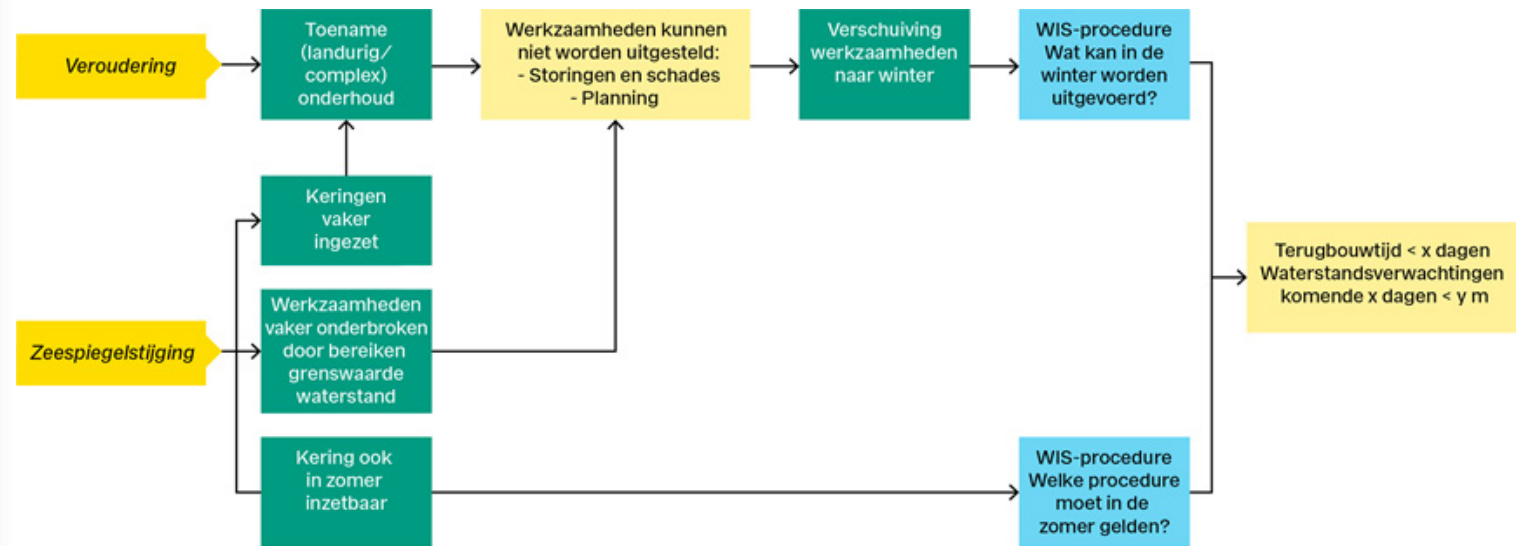 Veroudering
Toename
(landurig/
complex)
onderhoud
Werkzaamheden kunnen
niet worden uitgesteld:
- Storingen en schades
- Planning
Verschuiving
werkzaamheden
naar winter
WIS-procedure
Wat kan in de
winter worden
uitgevoerd?
Keringen
vaker
ingezet
Zeespiegelstijging
Werkzaamheden
vaker onderbroken
door bereiken
grenswaarde
waterstand
Terugbouwtijd < x dagen
Waterstandsverwachtingen
komende x dagen < y m
Kering ook
in zomer
inzetbaar
WIS-procedure
Welke procedure
moet in de
zomer gelden?